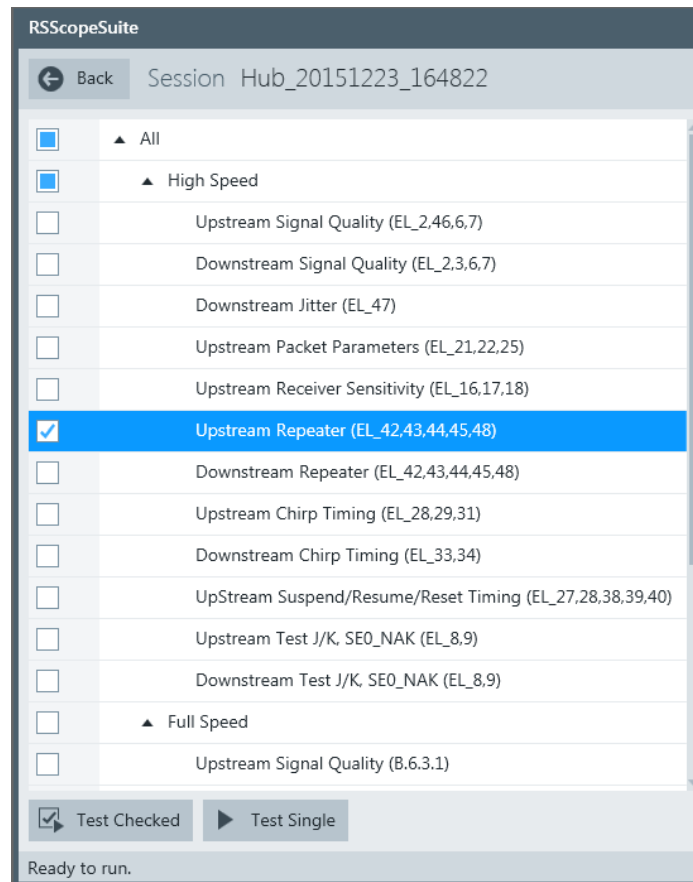 RSScopeSuite
Back Session Hub_20151223_164822
All
High Speed
Upstream Signal Quality (EL_2,46,6,7)
Downstream Signal Quality (EL_2,3,6,7)
Downstream Jitter (EL_47)
Upstream Packet Parameters (EL_21,22,25)
Upstream Receiver Sensitivity (EL_16,17,18)
Upstream Repeater (EL_42,43,44,45,48)
Downstream Repeater (EL_42,43,44,45,48)
Upstream Chirp Timing (EL_28,29,31)
Downstream Chirp Timing (EL_33,34)
UpStream Suspend/Resume/Reset Timing (EL_27,28,38,39,40)
Upstream Test J/K, SE0_NAK (EL_8,9)
Downstream Test J/K, SE0_NAK (EL_8,9)
Full Speed
Upstream Signal Quality (B.6.3.1)
Test Checked Test Single
Ready to run.